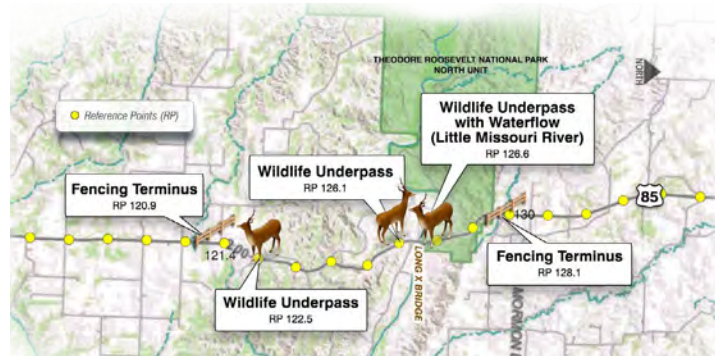 THEODORE ROOSEVELT NATIONAL PARK
NORTH UNIT
NORTH
Reference Points (RP)
Wildlife Underpass
with Waterflow
(Little Missouri River)
RP 126.6
Wildlife Underpass
RP 126.1
Fencing Terminus
RP 120.9
85
130
121.4
Fencing Terminus
RP 128.1
Wildlife Underpass
RP 122.5
LONG X BRIDGE
MORMON